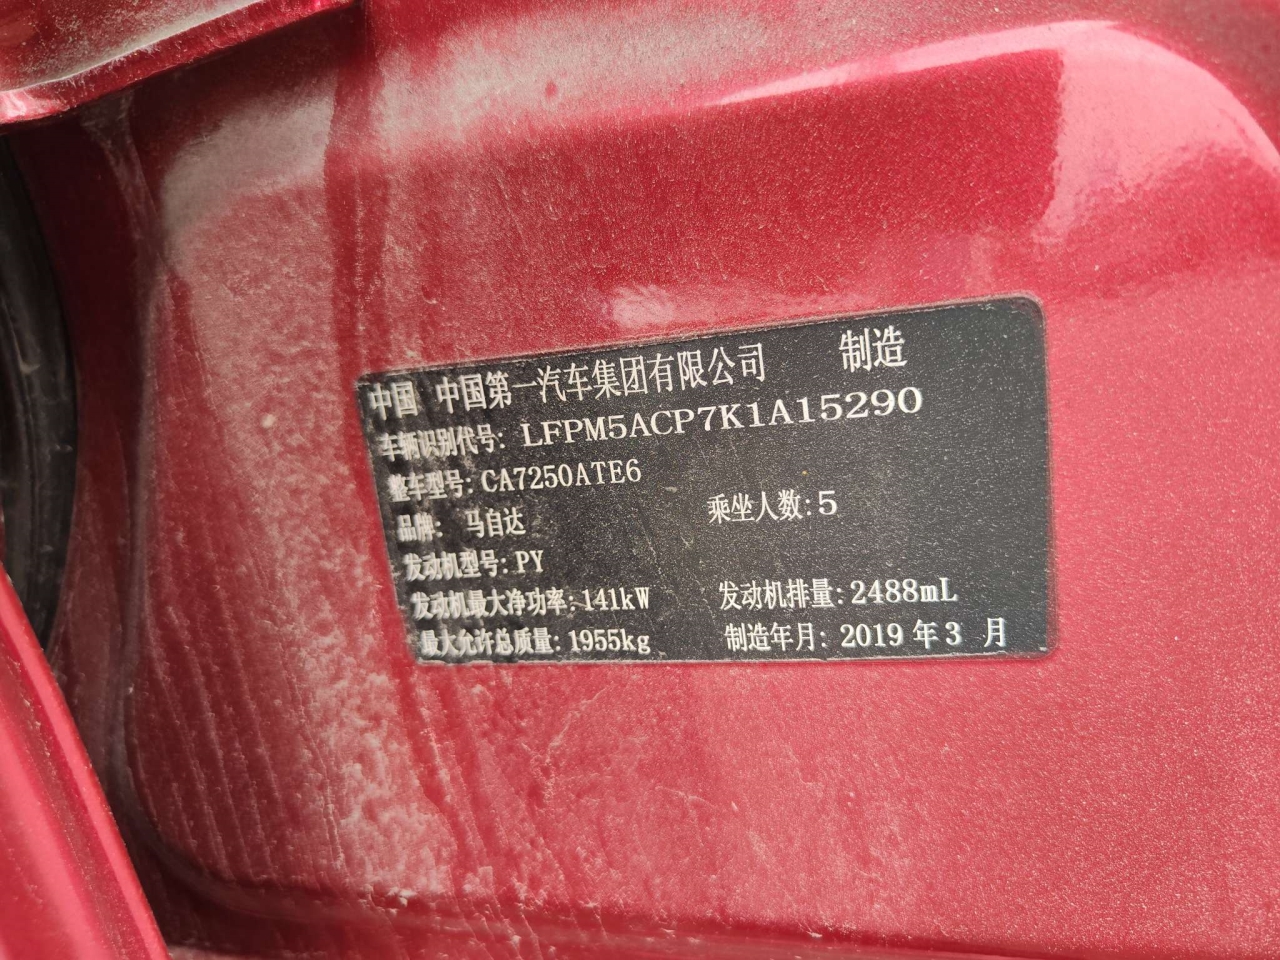 中国 中国第一汽车集团有限公司 制造
车辆识别代号: LFPM5ACP7K1A15290
整车型号: CA7250ATE6
品牌: 马自达 乘坐人数: 5
发动机型号: PY
发动机最大净功率: 141kW 发动机排量: 2488mL
最大允许总质量: 1955kg 制造年月: 2019 年 3 月